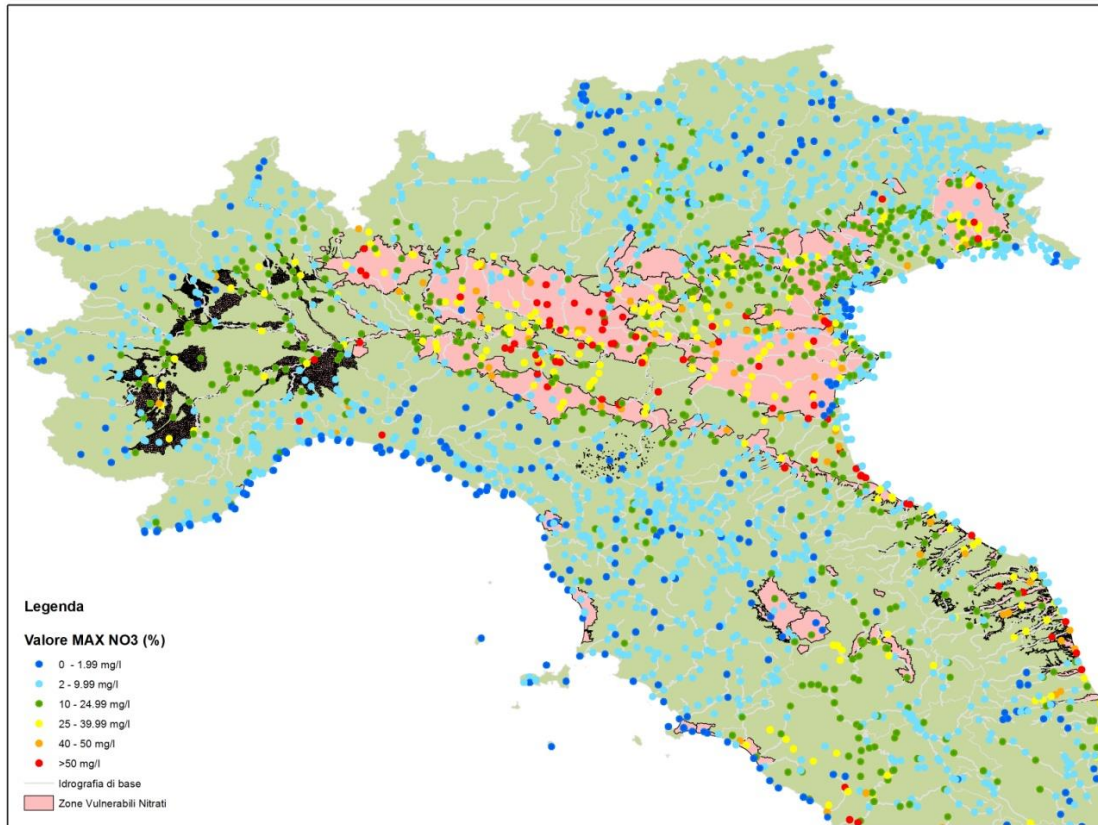 Legenda
Valore MAX NO3 (%)
0 - 1.99 mg/l
2 - 9.99 mg/l
10 - 24.99 mg/l
25 - 39.99 mg/l
40 - 50 mg/l
>50 mg/l
Idrografia di base
Zone Vulnerabili Nitrati